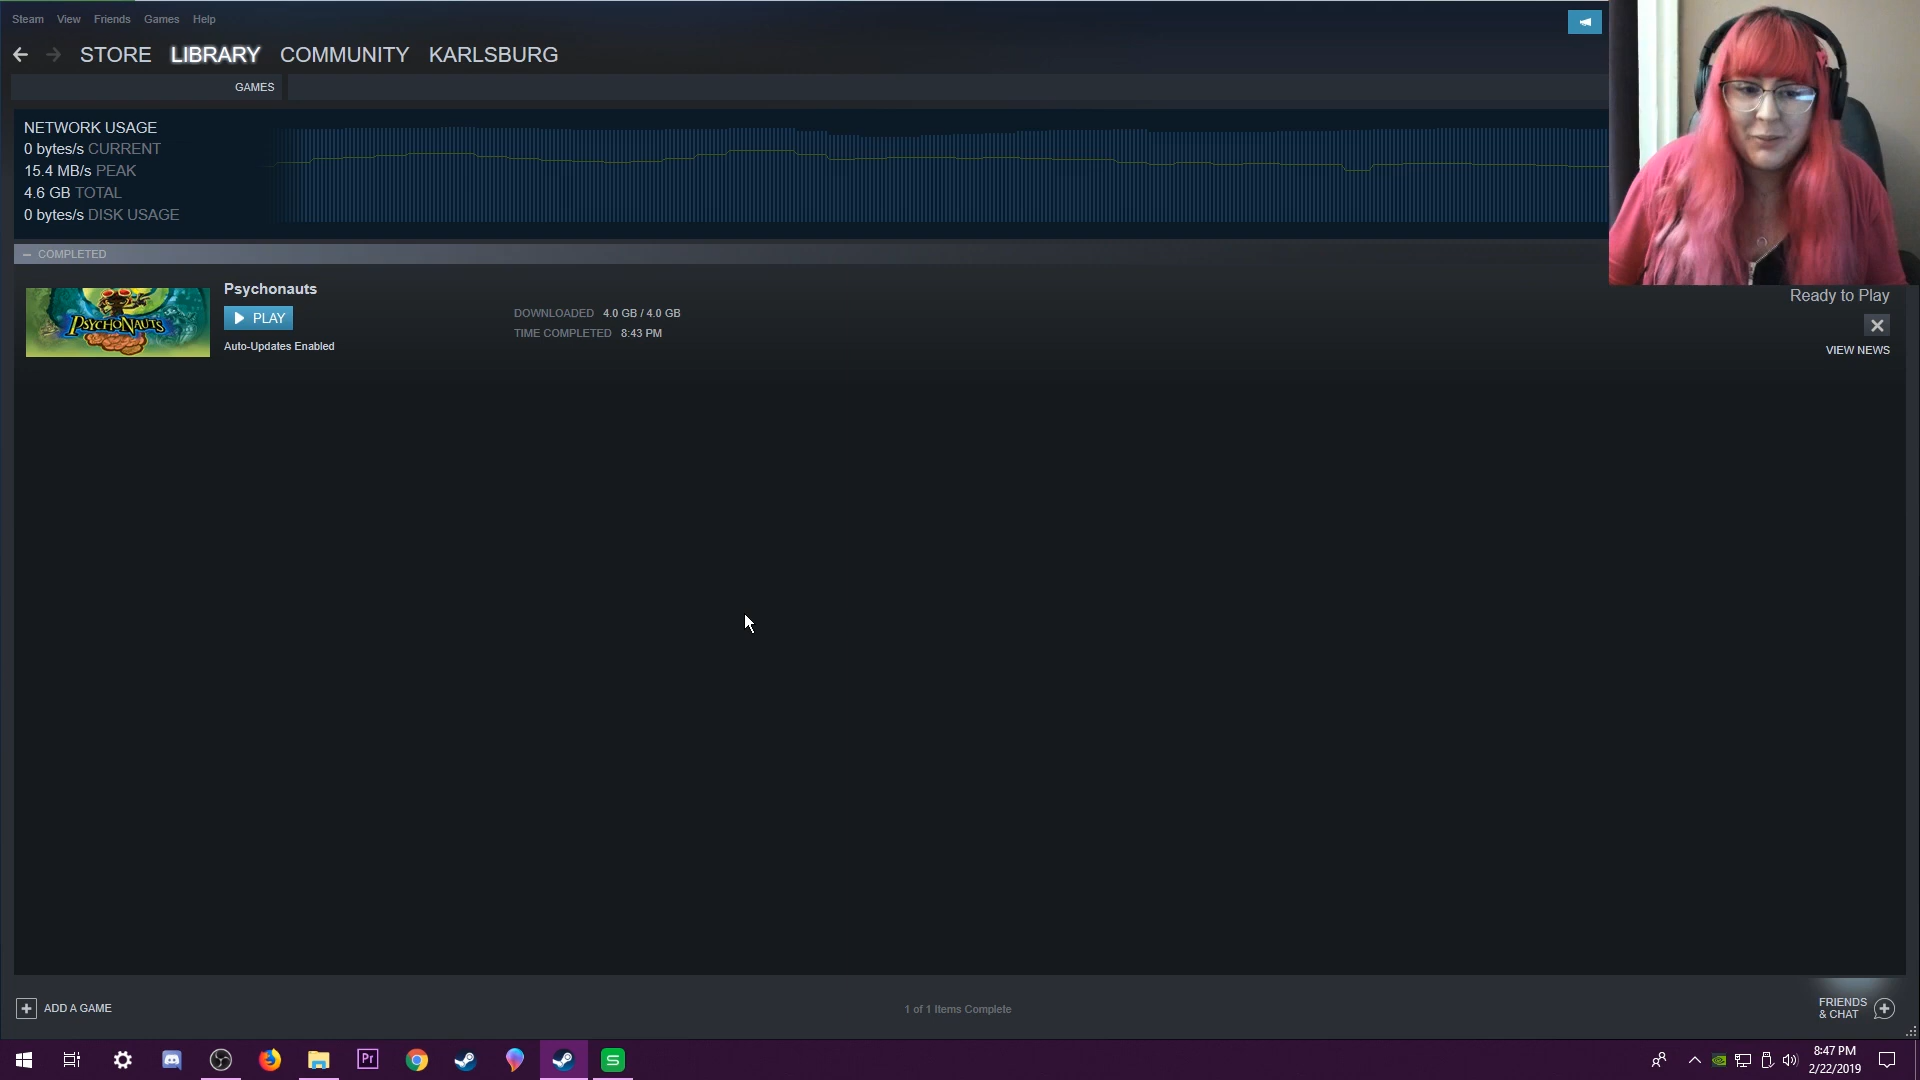 Steam View Friends Games Help
STORE LIBRARY COMMUNITY KARLSBURG
GAMES
NETWORK USAGE
0 bytes/s CURRENT
15.4 MB/s PEAK
4.6 GB TOTAL
0 bytes/s DISK USAGE
COMPLETED
PSYCHONAUTS
Psychonauts
PLAY
Auto-Updates Enabled
DOWNLOADED 4.0 GB / 4.0 GB
TIME COMPLETED 8:43 PM
Ready to Play
VIEW NEWS
ADD A GAME
1 of 1 Items Complete
FRIENDS
& CHAT
Pr
S
8:47 PM
2/22/2019